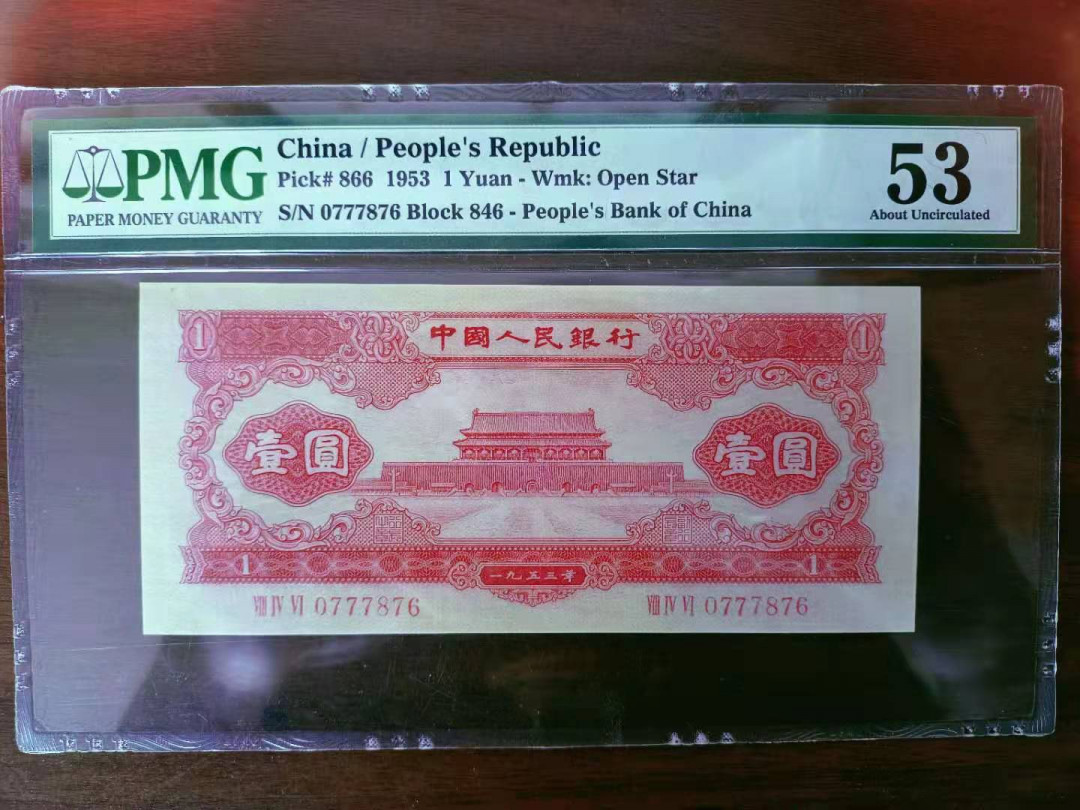 PMG
PAPER MONEY GUARANTY
China / People's Republic
Pick# 866 1953 1 Yuan - Wmk: Open Star
S/N 0777876 Block 846 - People's Bank of China
53
About Uncirculated
1 中國人民銀行 1
壹圓 壹圓
1 一九五三年 1
VIII IV VI 0777876 VIII IV VI 0777876